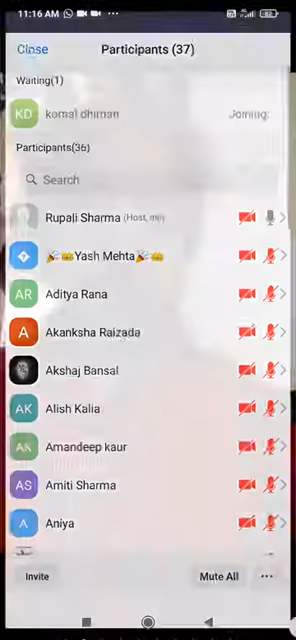 11:16 AM
82
Close
Participants (37)
Waiting(1)
KD komal dhiman Joining:
Participants(36)
Search
Rupali Sharma (Host, me)
🎉👑Yash Mehta🎉👑
AR Aditya Rana
A Akanksha Raizada
Akshaj Bansal
AK Alish Kalia
AK Amandeep kaur
AS Amiti Sharma
A Aniya
Invite Mute All ...